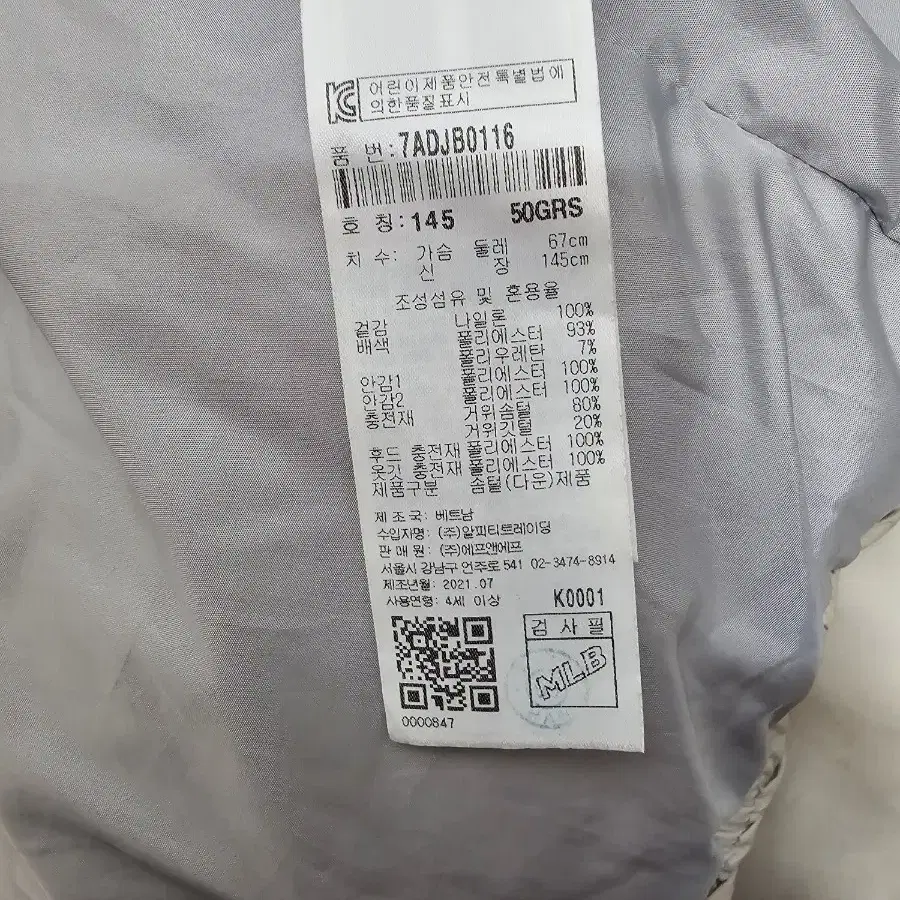 KC 어린이제품안전특별법에
의한품질표시
품 번:7ADJB0116
호 칭:145 50GRS
치 수: 가슴 둘레 67cm
신 장 145cm
조성섬유 및 혼용율
겉감 나일론 100%
배색 폴리에스터 93%
폴리우레탄 7%
안감1 폴리에스터 100%
안감2 폴리에스터 100%
충전재 거위솜털 80%
거위깃털 20%
후드 충전재 폴리에스터 100%
옷깃 충전재 폴리에스터 100%
제품구분 솜털(다운)제품
제 조 국: 베트남
수입자명: (주)알피티트레이딩
판 매 원: (주)에프앤에프
서울시 강남구 언주로 541 02-3474-8914
제조년월: 2021.07
사용연령: 4세 이상 K0001
검 사 필
MLB
0000847